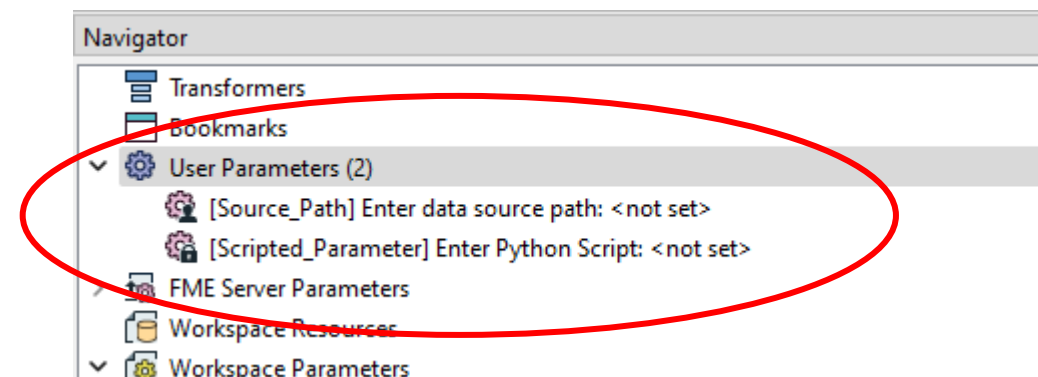 Navigator
Transformers
Bookmarks
User Parameters (2)
[Source_Path] Enter data source path: <not set>
[Scripted_Parameter] Enter Python Script: <not set>
FME Server Parameters
Workspace Resources
Workspace Parameters